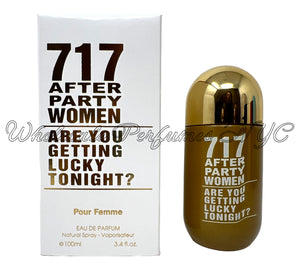 717
AFTER
PARTY
WOMEN
ARE YOU
GETTING
LUCKY
TONIGHT?
Pour Femme
EAU DE PARFUM
Natural Spray - Vaporisateur
℮100ml 3.4 fl.oz.
717
AFTER
PARTY
WOMEN
ARE YOU
GETTING
LUCKY
TONIGHT?